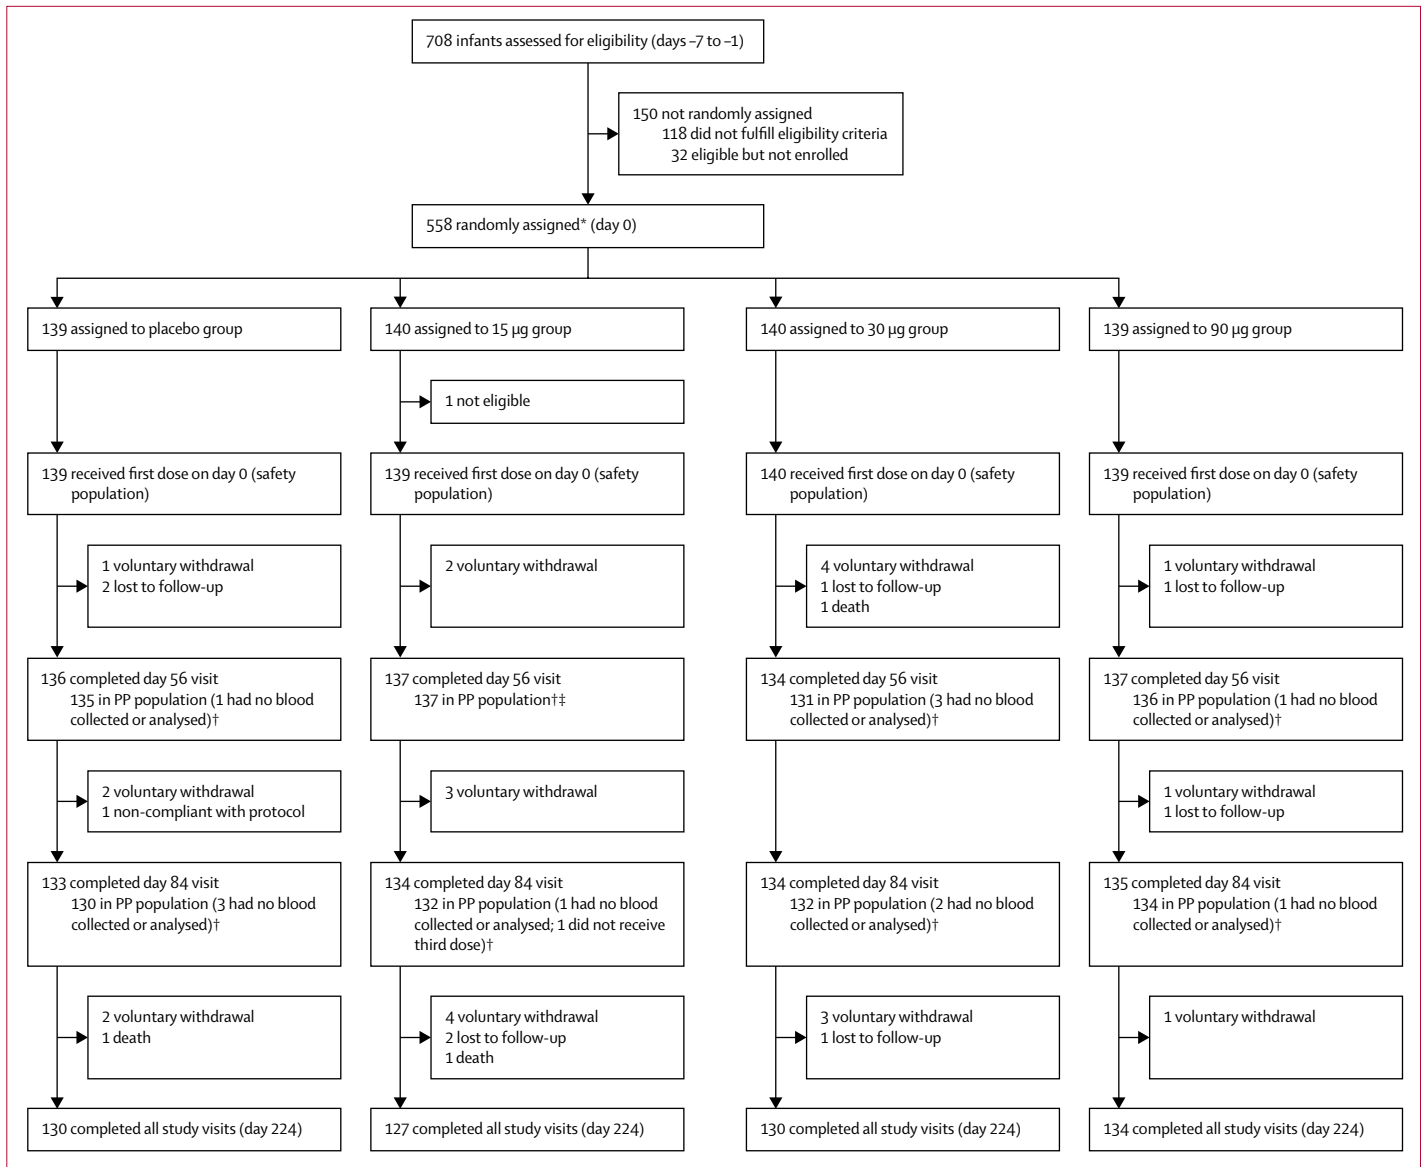 708 infants assessed for eligibility (days –7 to –1)
150 not randomly assigned
118 did not fulfill eligibility criteria
32 eligible but not enrolled
558 randomly assigned* (day 0)
139 assigned to placebo group
140 assigned to 15 µg group
140 assigned to 30 µg group
139 assigned to 90 µg group
1 not eligible
139 received first dose on day 0 (safety
population)
139 received first dose on day 0 (safety
population)
140 received first dose on day 0 (safety
population)
139 received first dose on day 0 (safety
population)
1 voluntary withdrawal
2 lost to follow-up
2 voluntary withdrawal
4 voluntary withdrawal
1 lost to follow-up
1 death
1 voluntary withdrawal
1 lost to follow-up
136 completed day 56 visit
135 in PP population (1 had no blood
collected or analysed)†
137 completed day 56 visit
137 in PP population†‡
134 completed day 56 visit
131 in PP population (3 had no blood
collected or analysed)†
137 completed day 56 visit
136 in PP population (1 had no blood
collected or analysed)†
2 voluntary withdrawal
1 non-compliant with protocol
3 voluntary withdrawal
1 voluntary withdrawal
1 lost to follow-up
133 completed day 84 visit
130 in PP population (3 had no blood
collected or analysed)†
134 completed day 84 visit
132 in PP population (1 had no blood
collected or analysed; 1 did not receive
third dose)†
134 completed day 84 visit
132 in PP population (2 had no blood
collected or analysed)†
135 completed day 84 visit
134 in PP population (1 had no blood
collected or analysed)†
2 voluntary withdrawal
1 death
4 voluntary withdrawal
2 lost to follow-up
1 death
3 voluntary withdrawal
1 lost to follow-up
1 voluntary withdrawal
130 completed all study visits (day 224)
127 completed all study visits (day 224)
130 completed all study visits (day 224)
134 completed all study visits (day 224)